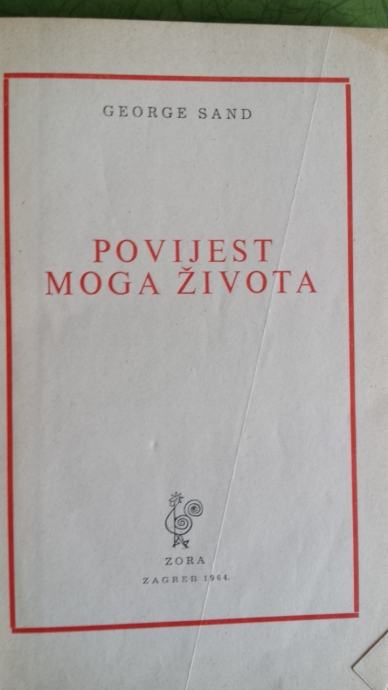 GEORGE SAND
POVIJEST
MOGA ŽIVOTA
ZORA
ZAGREB 1964.